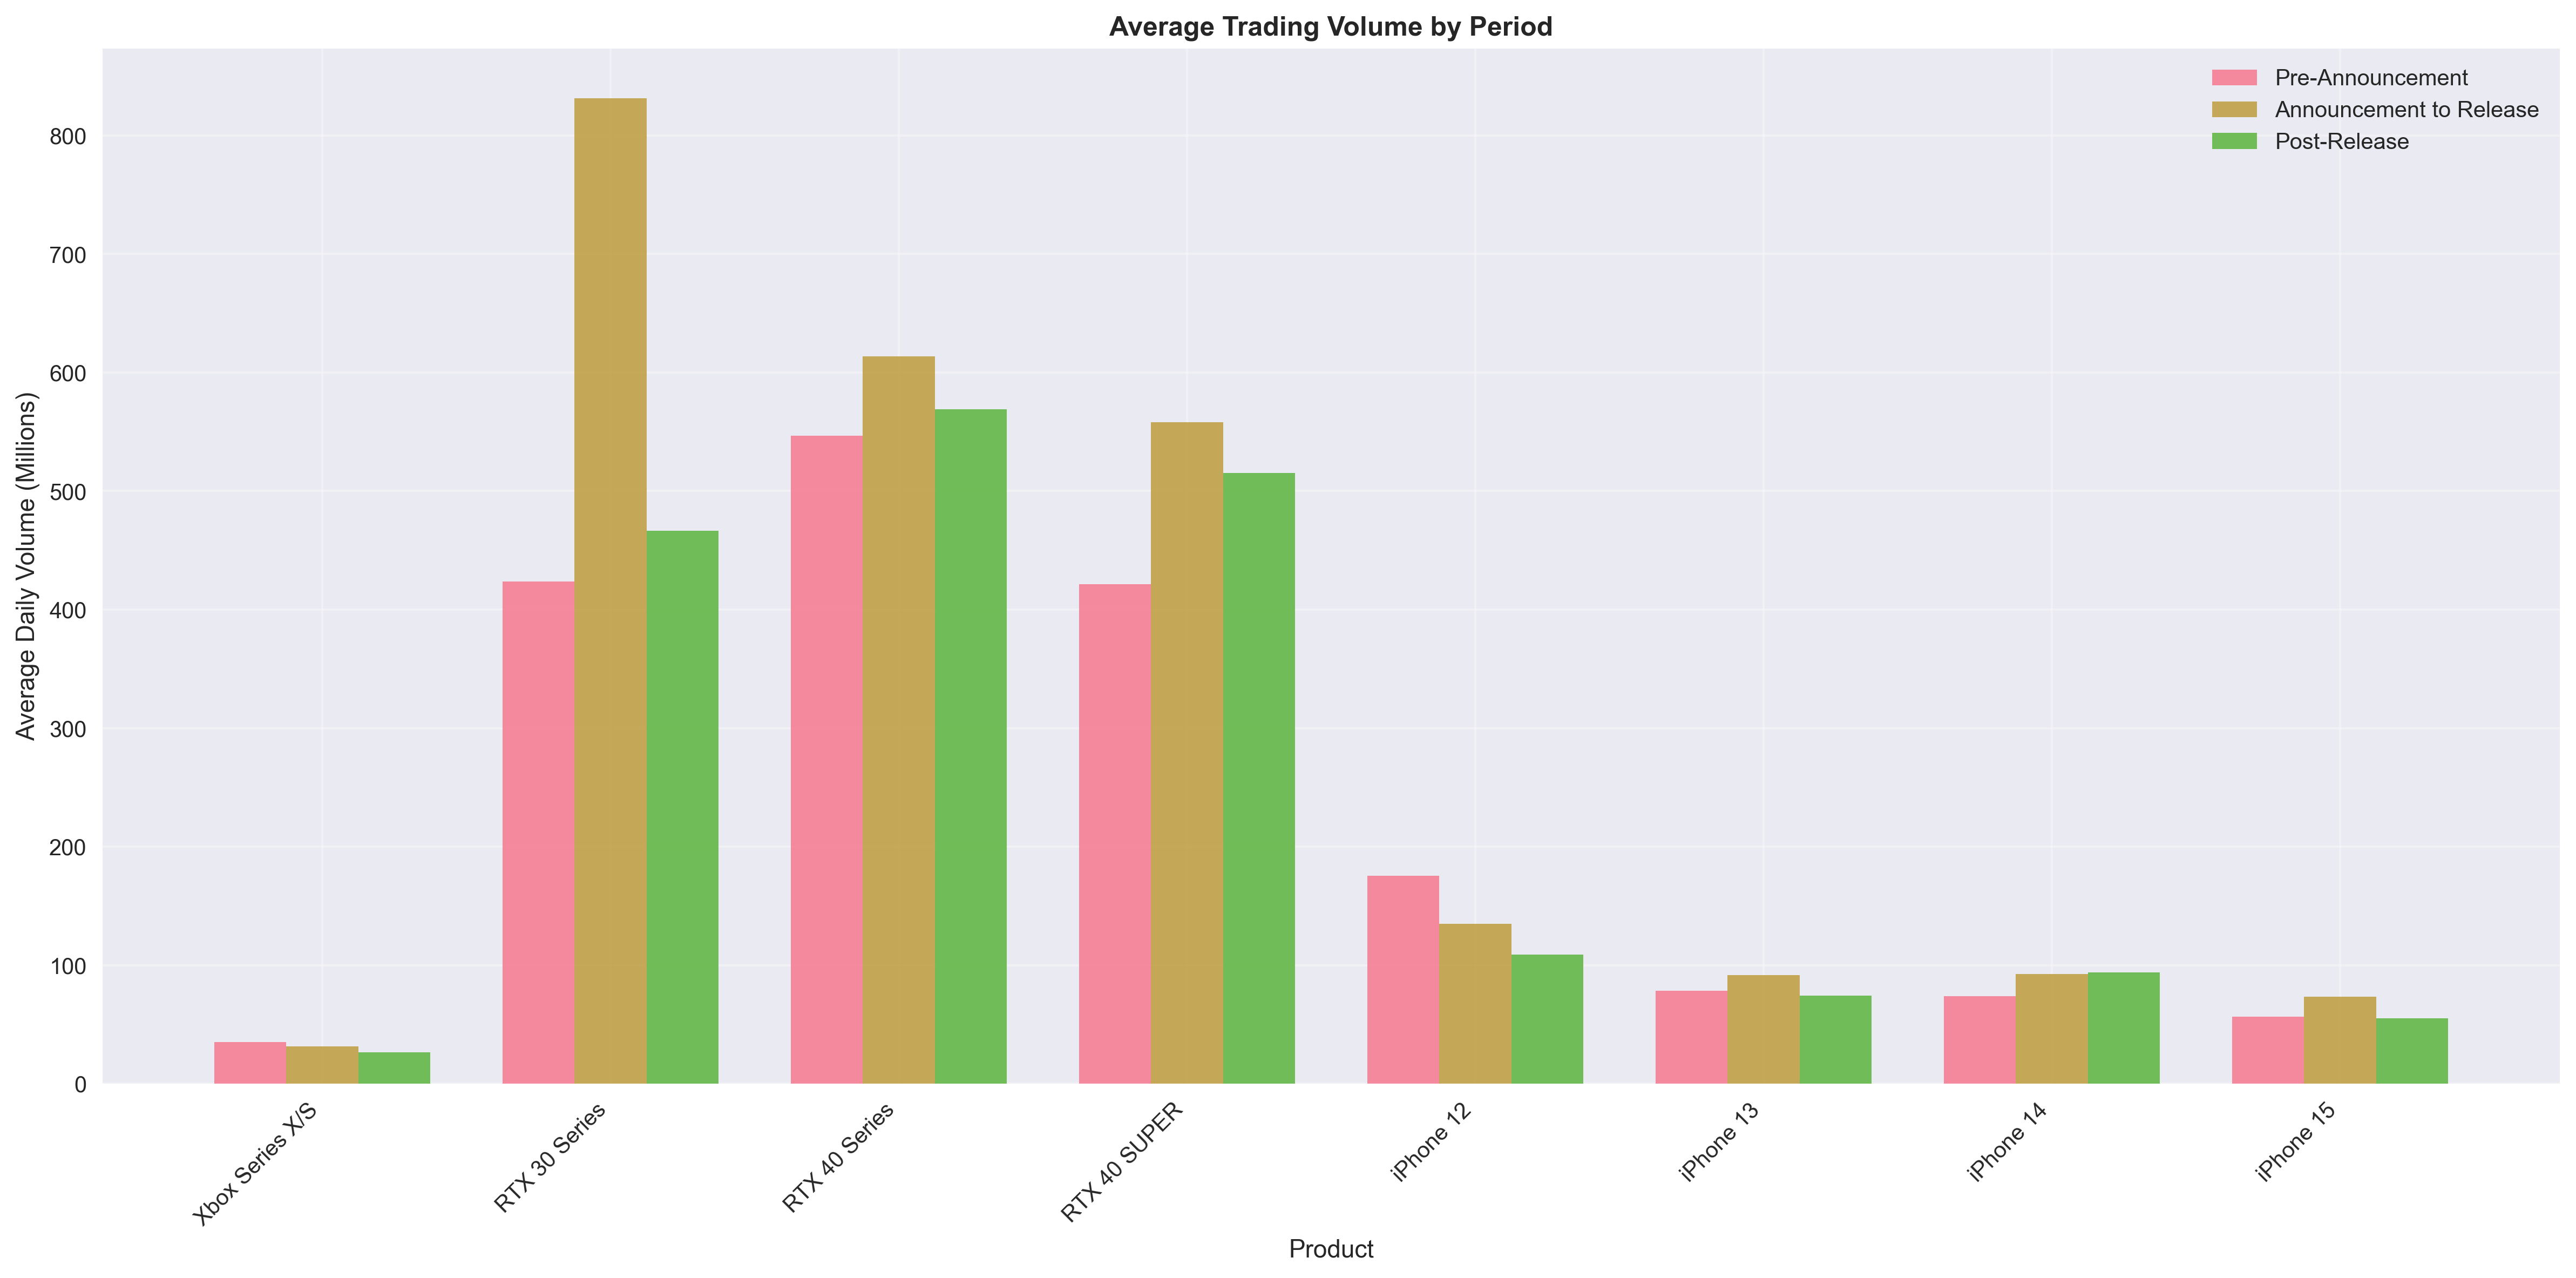 Average Trading Volume by Period
Pre-Announcement
Announcement to Release
Post-Release
Average Daily Volume (Millions)
800
700
600
500
400
300
200
100
0
Xbox Series X/S
RTX 30 Series
RTX 40 Series
RTX 40 SUPER
iPhone 12
iPhone 13
iPhone 14
iPhone 15
Product